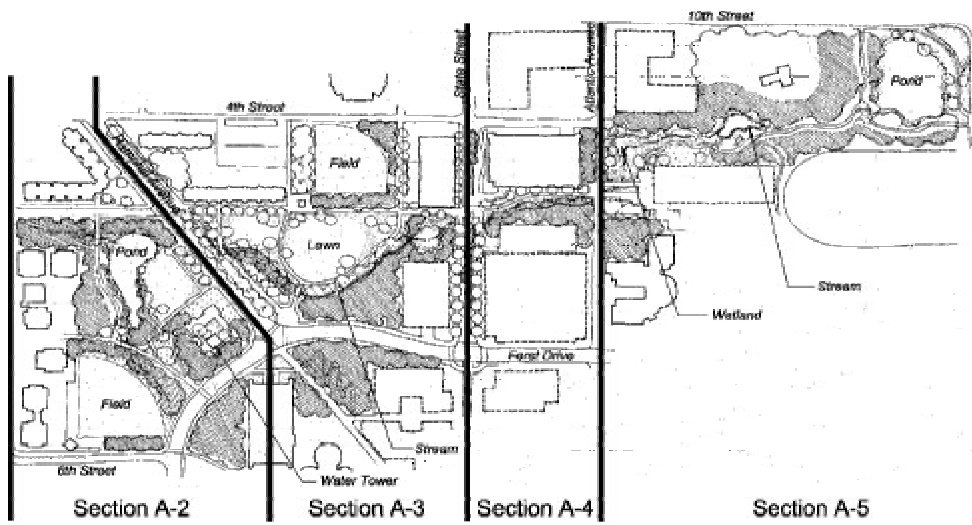 10th Street
State Street
Atlantic Avenue
Pond
4th Street
Field
Lawn
Pond
Stream
Wetland
Ferst Drive
Field
Stream
6th Street
Water Tower
Section A-2
Section A-3
Section A-4
Section A-5